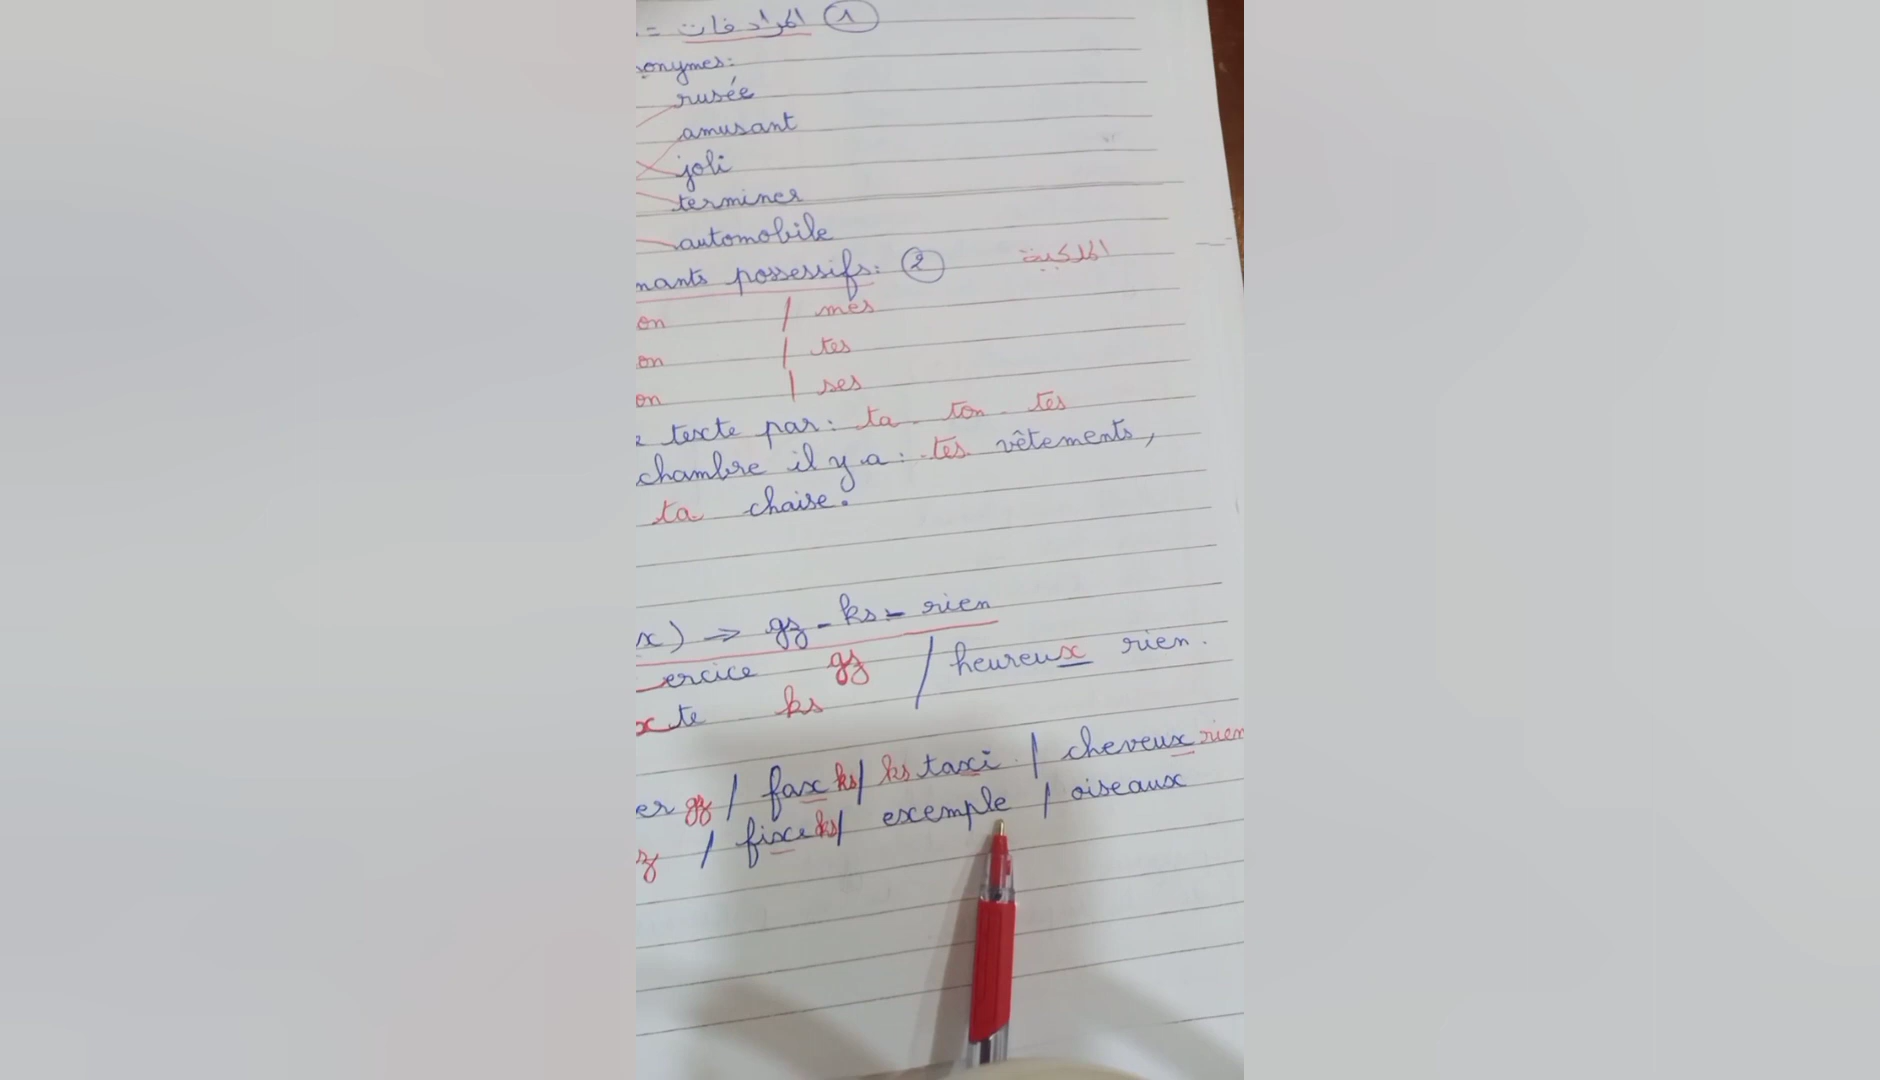 = المرادفات ①
onymes:
rusée
amusant
joli
terminer
automobile
nants possessifs: ② الملكية
on / mes
on / tes
on / ses
texte par: ta - ton - tes
chambre il y a : tes vêtements,
ta chaise.
x) ⇒ gz - ks - rien
ercice gz / heureux rien.
xte ks
er gz / fax ks / ks taxi / cheveux rien
z / fixe ks / exemple / oiseaux